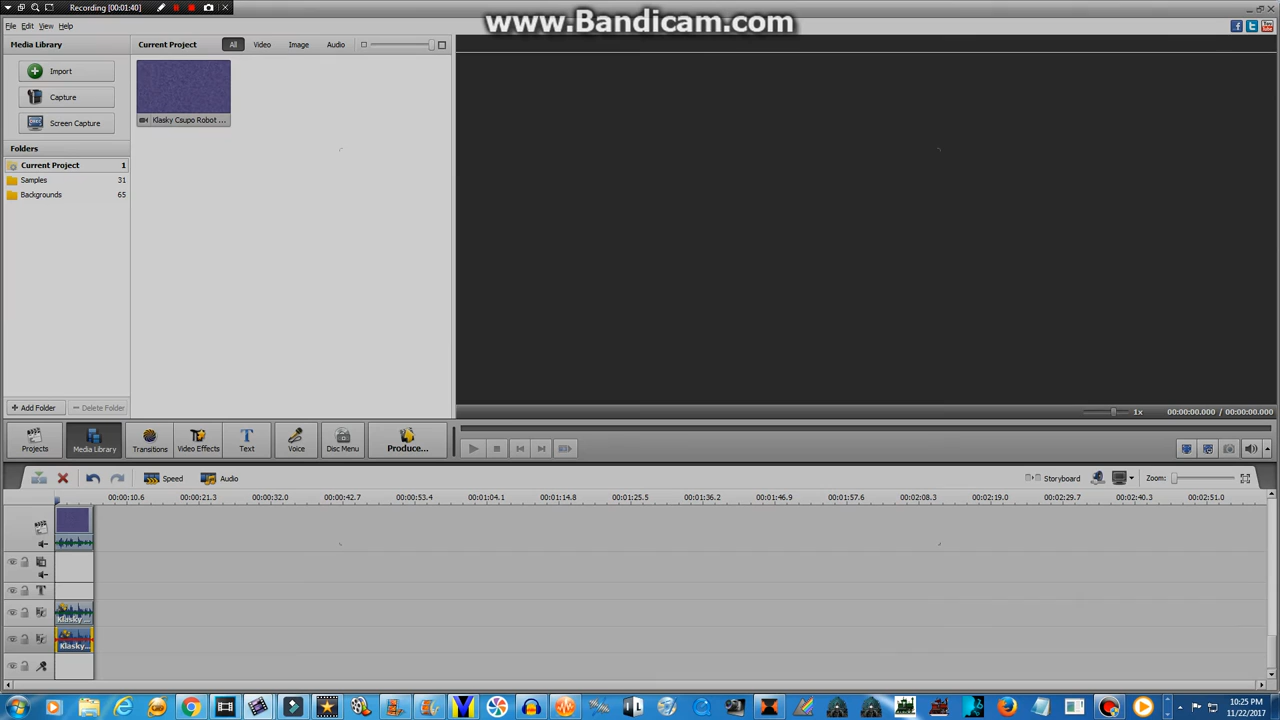 Recording [00:01:40]
www.Bandicam.com
File Edit View Help
Media Library
Current Project
All
Video
Image
Audio
Import
Capture
Screen Capture
Klasky Csupo Robot ...
Folders
Current Project 1
Samples 31
Backgrounds 65
Add Folder
Delete Folder
1x
00:00:00.000 / 00:00:00.000
Projects
Media Library
Transitions
Video Effects
Text
Voice
Disc Menu
Produce...
Speed
Audio
Storyboard
Zoom:
00:00:10.6 00:00:21.3 00:00:32.0 00:00:42.7 00:00:53.4 00:01:04.1 00:01:14.8 00:01:25.5 00:01:36.2 00:01:46.9 00:01:57.6 00:02:08.3 00:02:19.0 00:02:29.7 00:02:40.3 00:02:51.0
T
Klasky ...
Klasky...
10:25 PM
11/22/2017